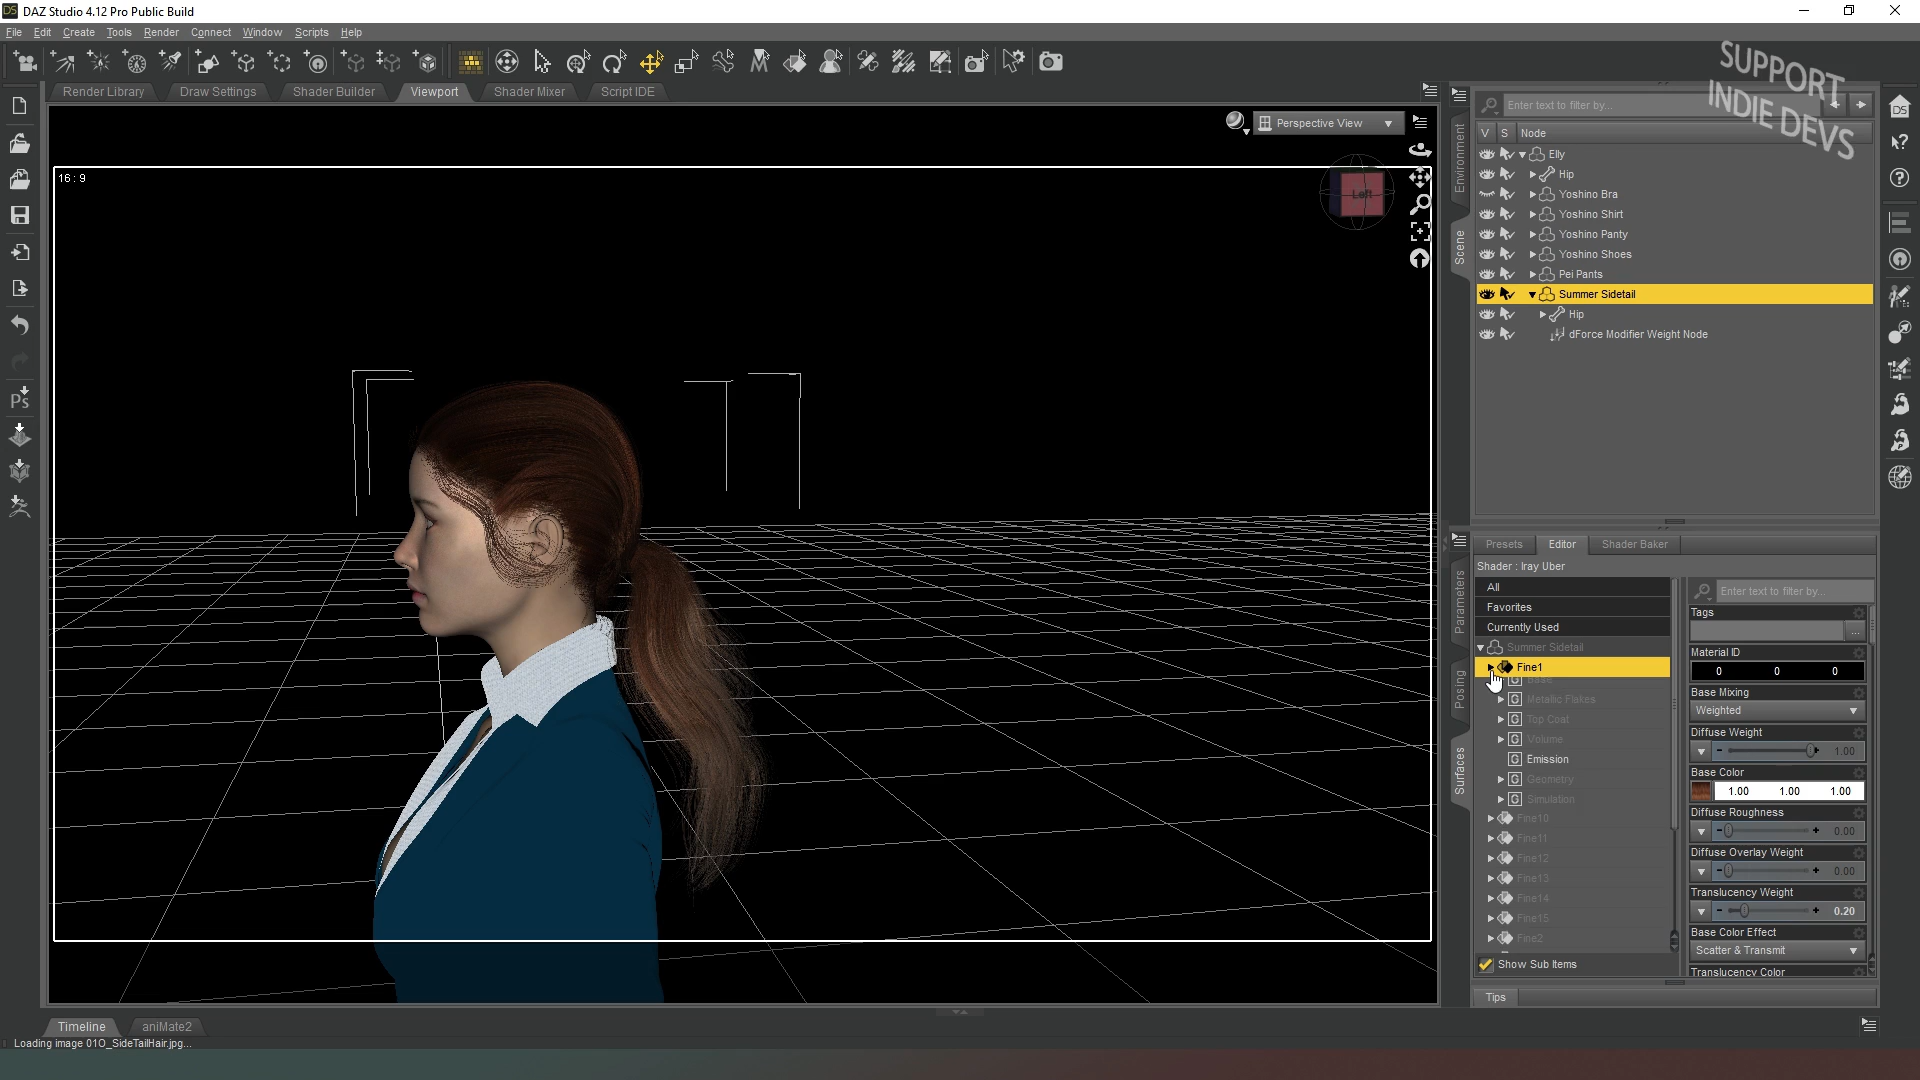 DS DAZ Studio 4.12 Pro Public Build
File Edit Create Tools Render Connect Window Scripts Help
SUPPORT
INDIE DEVS
Render Library Draw Settings Shader Builder Viewport Shader Mixer Script IDE
Perspective View
16 : 9
Left
Environment
Scene
Enter text to filter by...
V S Node
Elly
Hip
Yoshino Bra
Yoshino Shirt
Yoshino Panty
Yoshino Shoes
Pei Pants
Summer Sidetail
Hip
dForce Modifier Weight Node
DS
Ps
Parameters
Posing
Surfaces
Presets Editor Shader Baker
Shader : Iray Uber
All
Favorites
Currently Used
Summer Sidetail
Fine1
G Base
G Metallic Flakes
G Top Coat
G Volume
G Emission
G Geometry
G Simulation
Fine10
Fine11
Fine12
Fine13
Fine14
Fine15
Fine2
Show Sub Items
Enter text to filter by...
Tags
...
Material ID
0 0 0
Base Mixing
Weighted
Diffuse Weight
- + 1.00
Base Color
1.00 1.00 1.00
Diffuse Roughness
- + 0.00
Diffuse Overlay Weight
- + 0.00
Translucency Weight
- + 0.20
Base Color Effect
Scatter & Transmit
Translucency Color
Tips
Timeline aniMate2
Loading image 01O_SideTailHair.jpg...